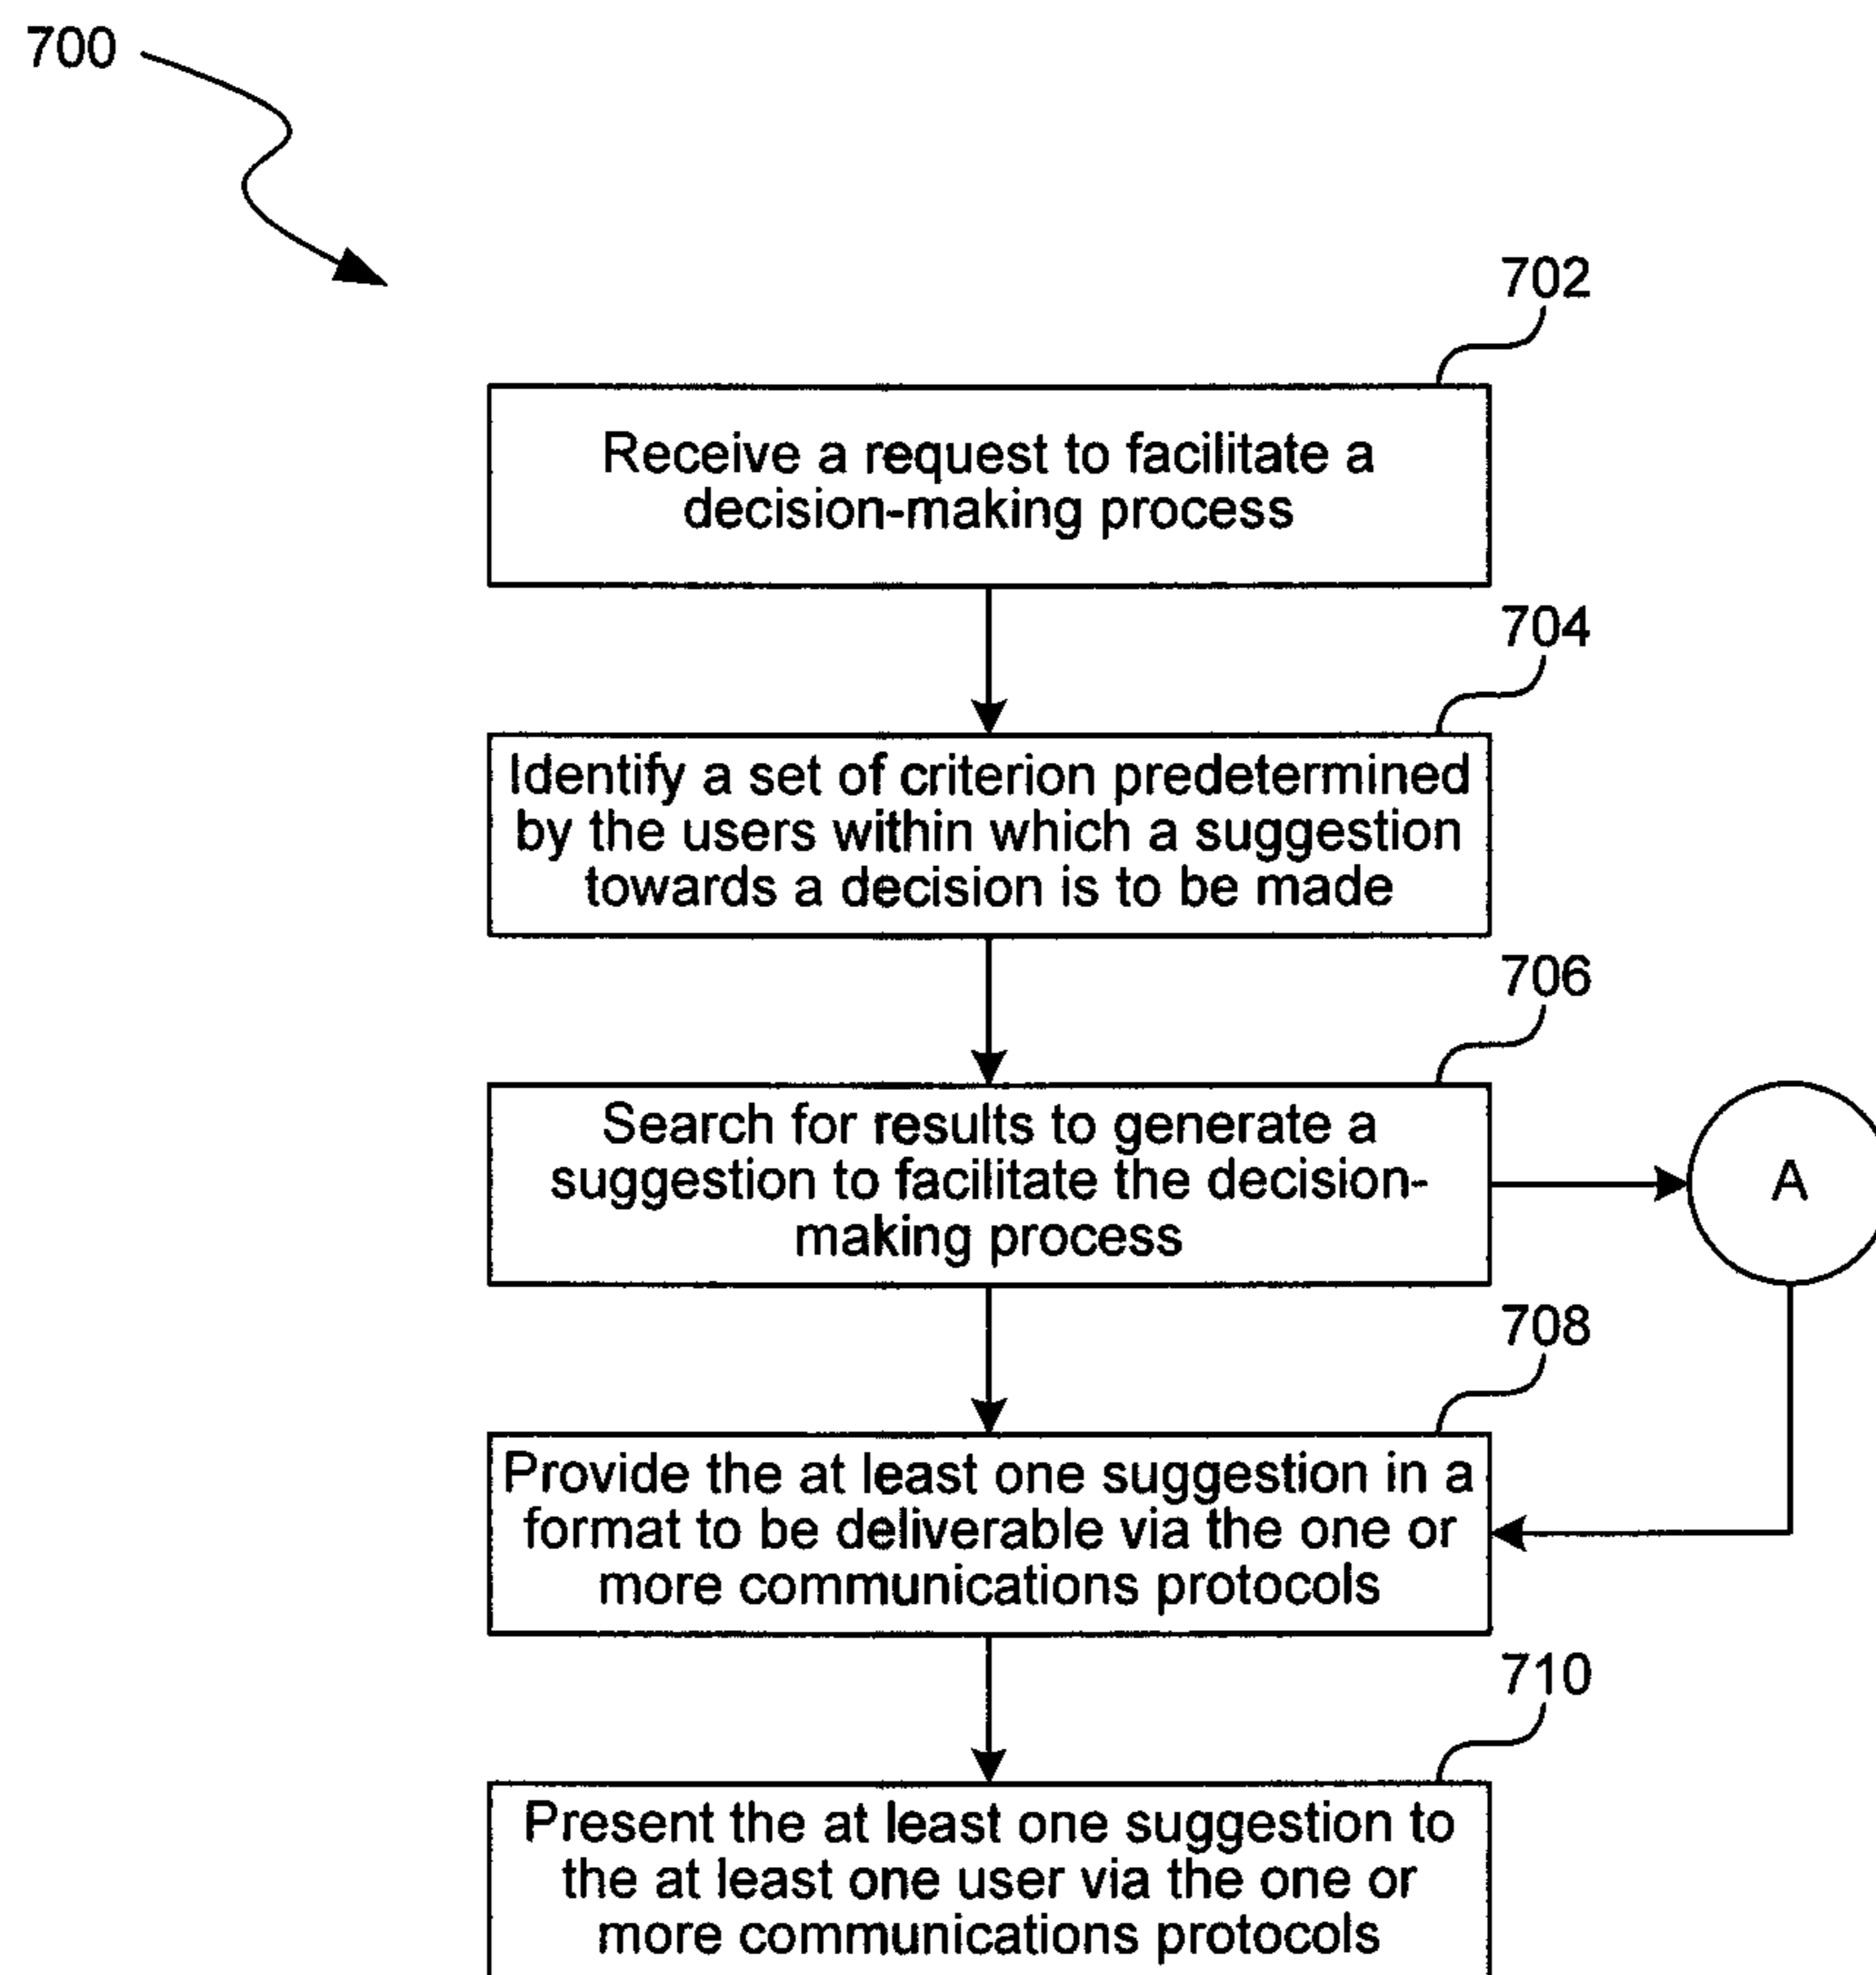 700
702
Receive a request to facilitate a
decision-making process
704
Identify a set of criterion predetermined
by the users within which a suggestion
towards a decision is to be made
706
Search for results to generate a
suggestion to facilitate the decision-
making process
A
708
Provide the at least one suggestion in a
format to be deliverable via the one or
more communications protocols
710
Present the at least one suggestion to
the at least one user via the one or
more communications protocols